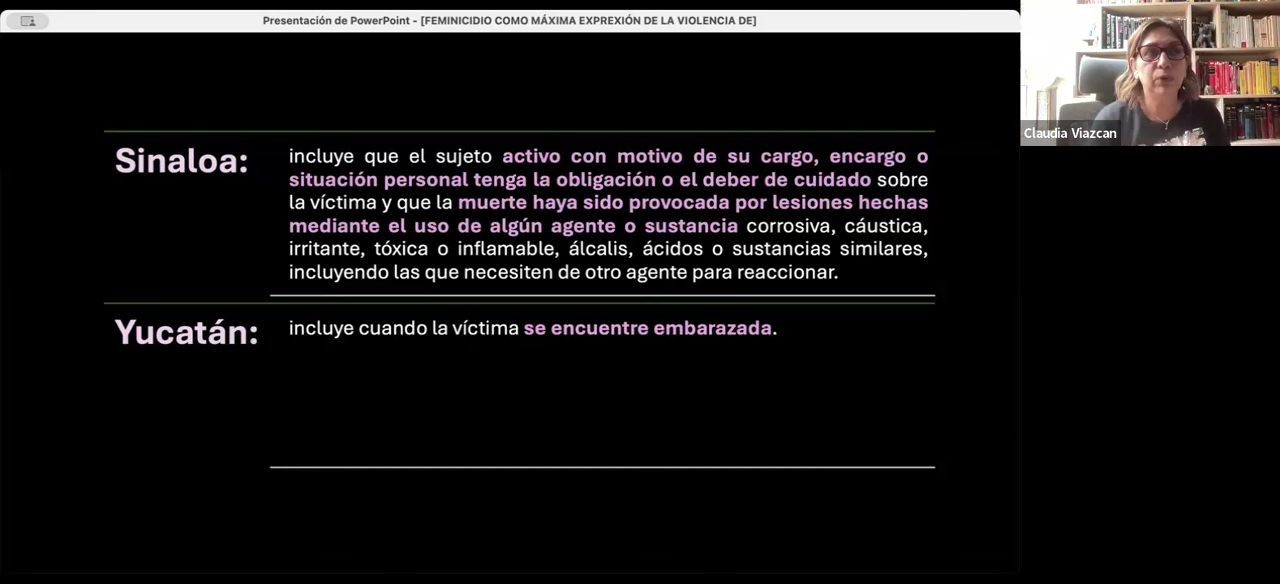 Presentación de PowerPoint - [FEMINICIDIO COMO MÁXIMA EXPREXIÓN DE LA VIOLENCIA DE]
Claudia Viazcan
Sinaloa:
incluye que el sujeto activo con motivo de su cargo, encargo o
situación personal tenga la obligación o el deber de cuidado sobre
la víctima y que la muerte haya sido provocada por lesiones hechas
mediante el uso de algún agente o sustancia corrosiva, cáustica,
irritante, tóxica o inflamable, álcalis, ácidos o sustancias similares,
incluyendo las que necesiten de otro agente para reaccionar.
Yucatán:
incluye cuando la víctima se encuentre embarazada.